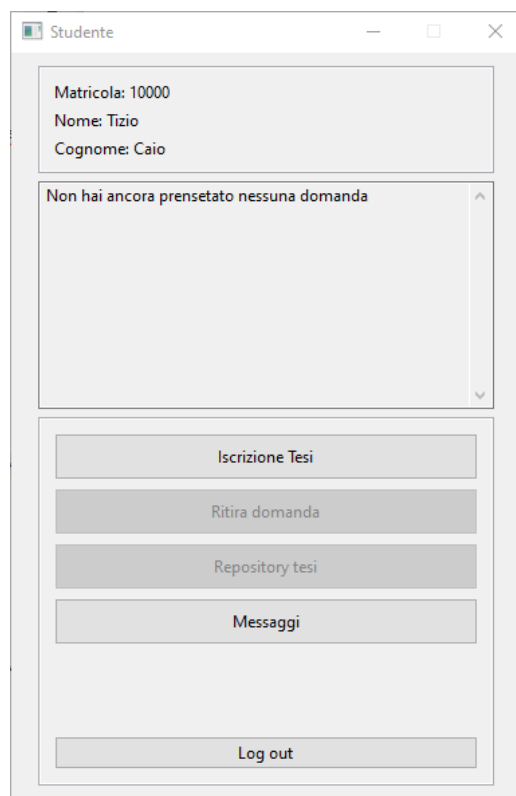 Studente
Matricola: 10000
Nome: Tizio
Cognome: Caio
Non hai ancora prensetato nessuna domanda
Iscrizione Tesi
Ritira domanda
Repository tesi
Messaggi
Log out